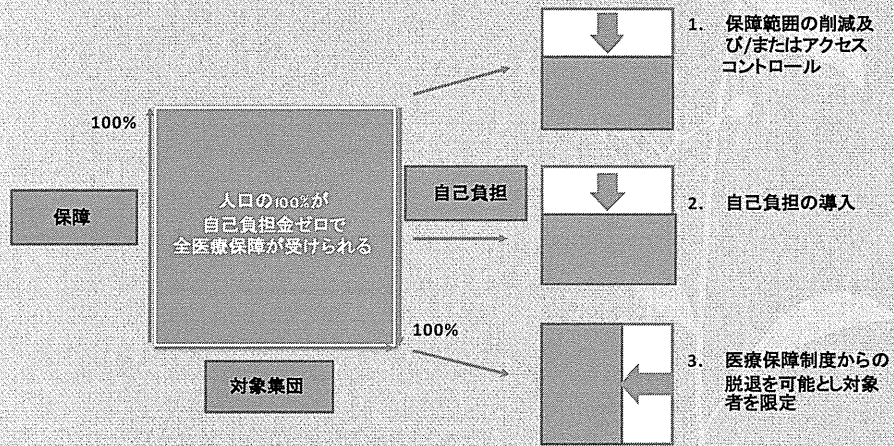 100%
保障
人口の100%が
自己負担金ゼロで
全医療保障が受けられる
自己負担
100%
対象集団
1. 保障範囲の削減及
び/またはアクセス
コントロール
2. 自己負担の導入
3. 医療保障制度からの
脱退を可能とし対象
者を限定